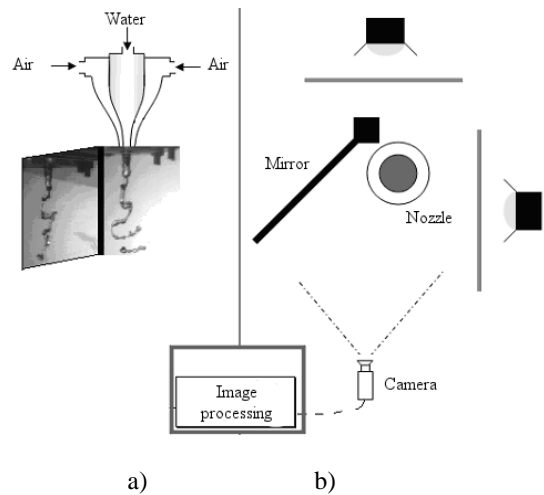 Water
Air
Air
Mirror
Nozzle
Camera
Image
processing
a)
b)